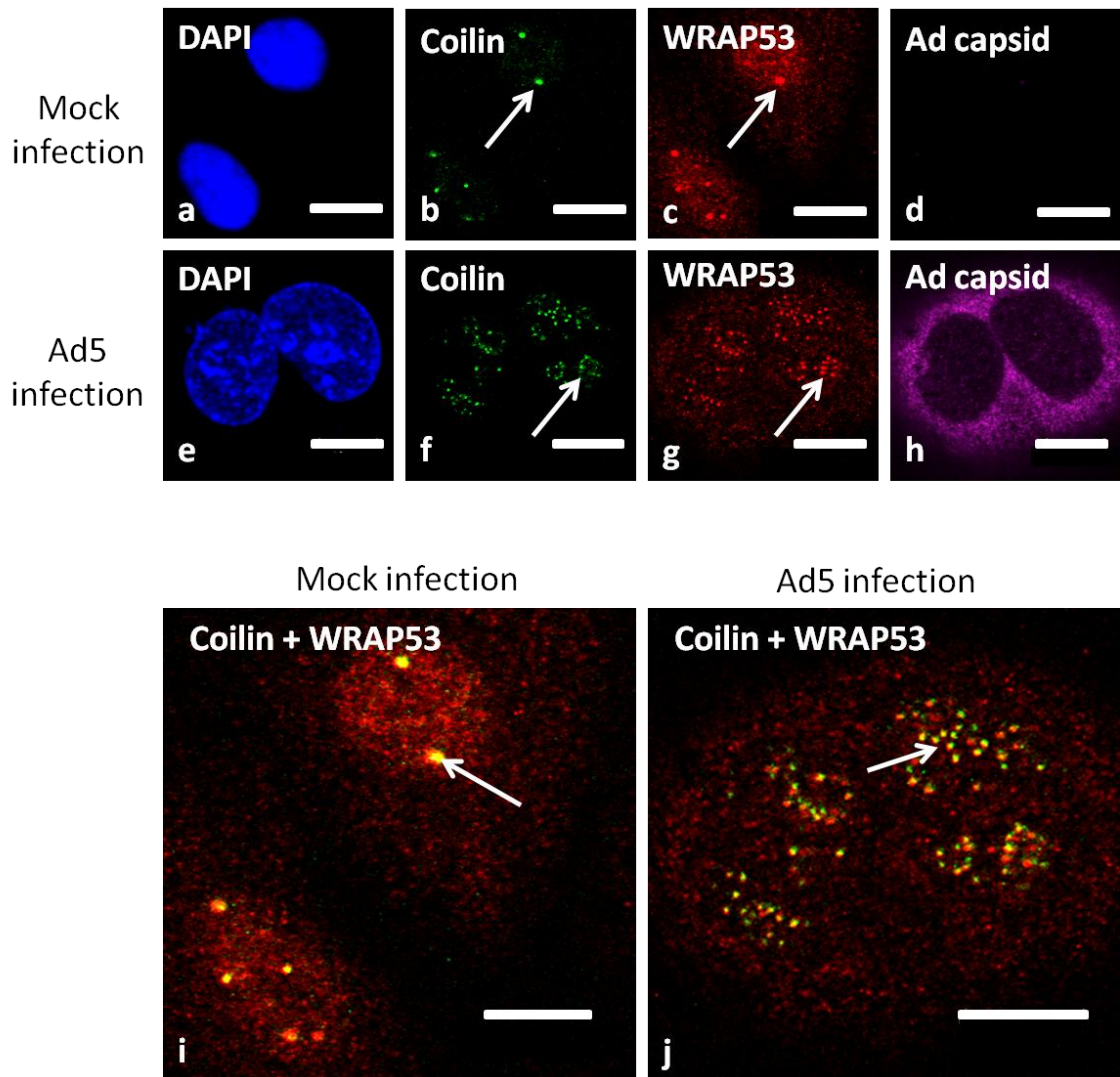 Mock
infection
DAPI
a
Coilin
b
WRAP53
c
Ad capsid
d
Ad5
infection
DAPI
e
Coilin
f
WRAP53
g
Ad capsid
h
Mock infection
Ad5 infection
Coilin + WRAP53
i
Coilin + WRAP53
j